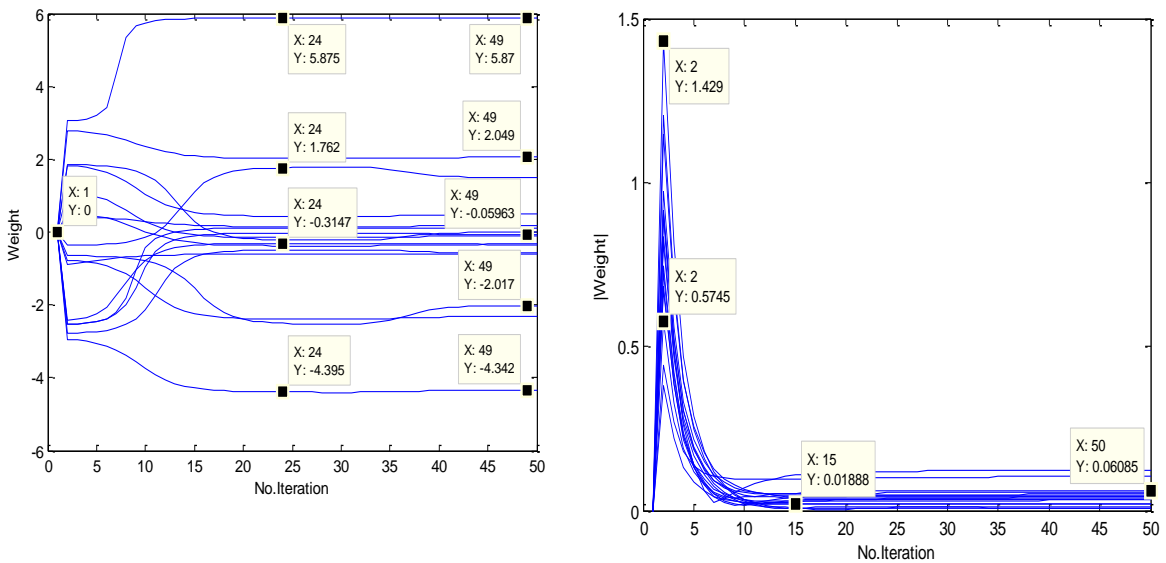 6
4
2
0
-2
-4
-6
Weight
X: 1
Y: 0
X: 24
Y: 5.875
X: 49
Y: 5.87
X: 24
Y: 1.762
X: 49
Y: 2.049
X: 24
Y: -0.3147
X: 49
Y: -0.05963
X: 49
Y: -2.017
X: 24
Y: -4.395
X: 49
Y: -4.342
0 5 10 15 20 25 30 35 40 45 50
No.Iteration
1.5
1
0.5
0
|Weight|
X: 2
Y: 1.429
X: 2
Y: 0.5745
X: 15
Y: 0.01888
X: 50
Y: 0.06085
0 5 10 15 20 25 30 35 40 45 50
No.Iteration